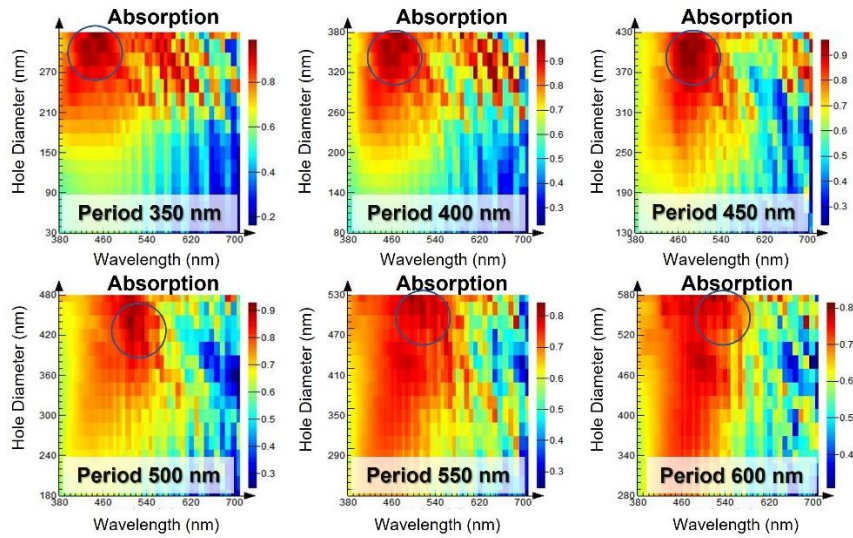 Absorption
Hole Diameter (nm)
270
210
150
90
30
Period 350 nm
380 460 540 620 700
Wavelength (nm)
0.8
0.6
0.4
0.2
Absorption
Hole Diameter (nm)
380
320
260
200
140
80
Period 400 nm
380 460 540 620 700
Wavelength (nm)
0.9
0.8
0.7
0.6
0.5
0.4
0.3
Absorption
Hole Diameter (nm)
430
370
310
250
190
130
Period 450 nm
380 460 540 620 700
Wavelength (nm)
0.9
0.8
0.7
0.6
0.5
0.4
0.3
Absorption
Hole Diameter (nm)
480
420
360
300
240
180
Period 500 nm
380 460 540 620 700
Wavelength (nm)
0.9
0.8
0.7
0.6
0.5
0.4
0.3
Absorption
Hole Diameter (nm)
530
470
410
350
290
Period 550 nm
380 460 540 620 700
Wavelength (nm)
0.8
0.7
0.6
0.5
0.4
0.3
Absorption
Hole Diameter (nm)
580
520
460
400
340
280
Period 600 nm
380 460 540 620 700
Wavelength (nm)
0.8
0.7
0.6
0.5
0.4